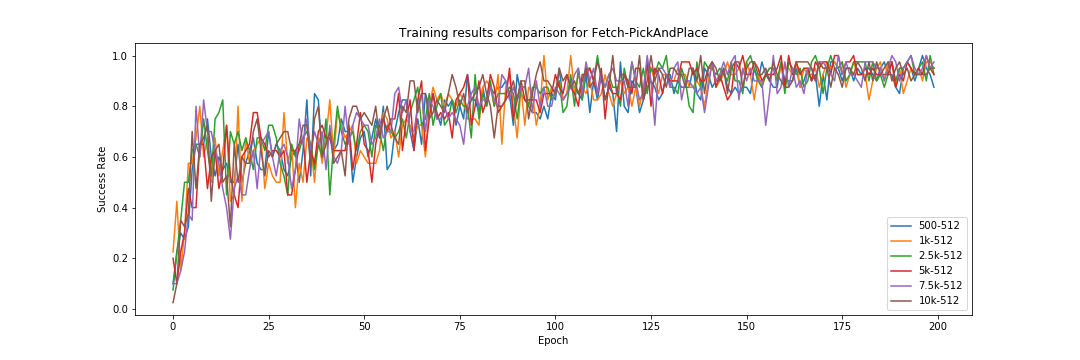 Training results comparison for Fetch-PickAndPlace
Success Rate
1.0
0.8
0.6
0.4
0.2
0.0
0
25
50
75
100
125
150
175
200
Epoch
500-512
1k-512
2.5k-512
5k-512
7.5k-512
10k-512